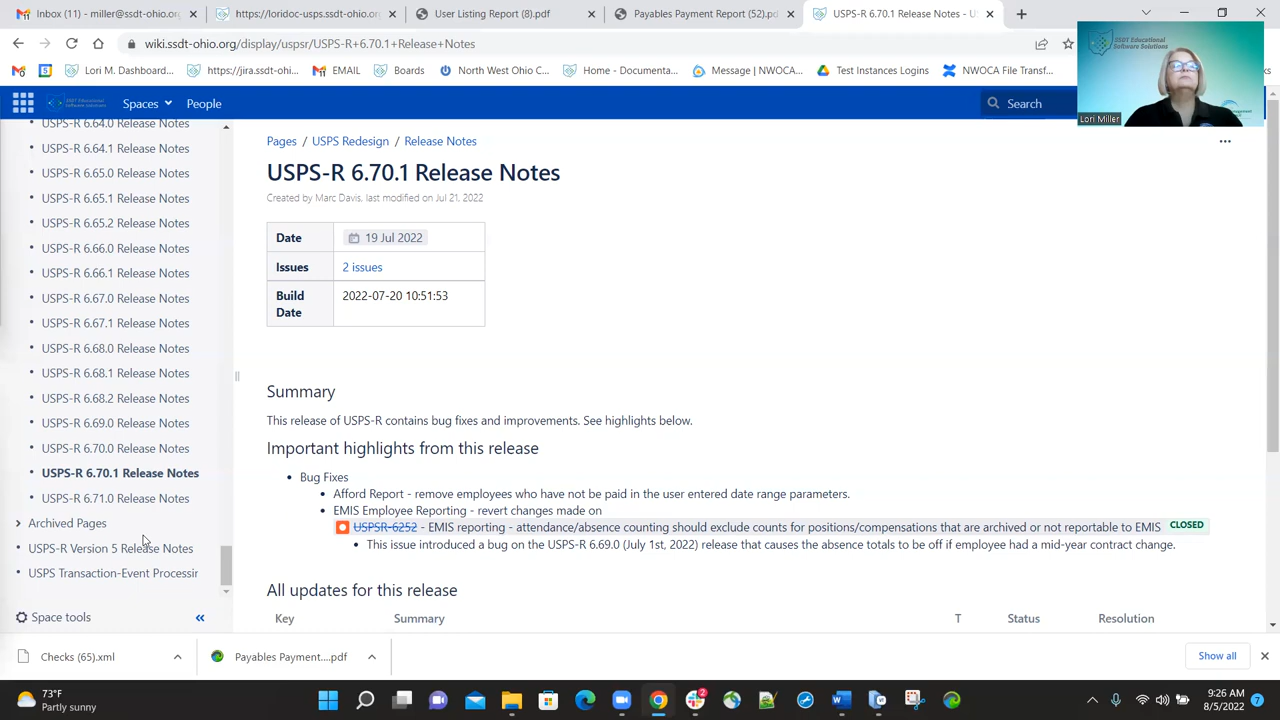 Inbox (11) - miller@ssdt-ohio.org
https://loridoc-usps.ssdt-ohio.or
User Listing Report (8).pdf
Payables Payment Report (52).pd
USPS-R 6.70.1 Release Notes - U
wiki.ssdt-ohio.org/display/uspsr/USPS-R+6.70.1+Release+Notes
Lori M. Dashboard...
https://jira.ssdt-ohi...
EMAIL
Boards
North West Ohio C...
Home - Documenta...
Message | NWOCA...
Test Instances Logins
NWOCA File Transf...
ks
SSDT Educational
Software Solutions
Lori Miller
Spaces
People
Search
USPS-R 6.64.0 Release Notes
USPS-R 6.64.1 Release Notes
USPS-R 6.65.0 Release Notes
USPS-R 6.65.1 Release Notes
USPS-R 6.65.2 Release Notes
USPS-R 6.66.0 Release Notes
USPS-R 6.66.1 Release Notes
USPS-R 6.67.0 Release Notes
USPS-R 6.67.1 Release Notes
USPS-R 6.68.0 Release Notes
USPS-R 6.68.1 Release Notes
USPS-R 6.68.2 Release Notes
USPS-R 6.69.0 Release Notes
USPS-R 6.70.0 Release Notes
USPS-R 6.70.1 Release Notes
USPS-R 6.71.0 Release Notes
Archived Pages
USPS-R Version 5 Release Notes
USPS Transaction-Event Processir
Space tools
Pages / USPS Redesign / Release Notes
USPS-R 6.70.1 Release Notes
Created by Marc Davis, last modified on Jul 21, 2022
Date 19 Jul 2022
Issues 2 issues
Build Date 2022-07-20 10:51:53
Summary
This release of USPS-R contains bug fixes and improvements. See highlights below.
Important highlights from this release
• Bug Fixes
• Afford Report - remove employees who have not be paid in the user entered date range parameters.
• EMIS Employee Reporting - revert changes made on
USPSR-6252 - EMIS reporting - attendance/absence counting should exclude counts for positions/compensations that are archived or not reportable to EMIS CLOSED
• This issue introduced a bug on the USPS-R 6.69.0 (July 1st, 2022) release that causes the absence totals to be off if employee had a mid-year contract change.
All updates for this release
Key Summary T Status Resolution
Checks (65).xml
Payables Payment....pdf
Show all
73°F
Partly sunny
2
9:26 AM
8/5/2022
7